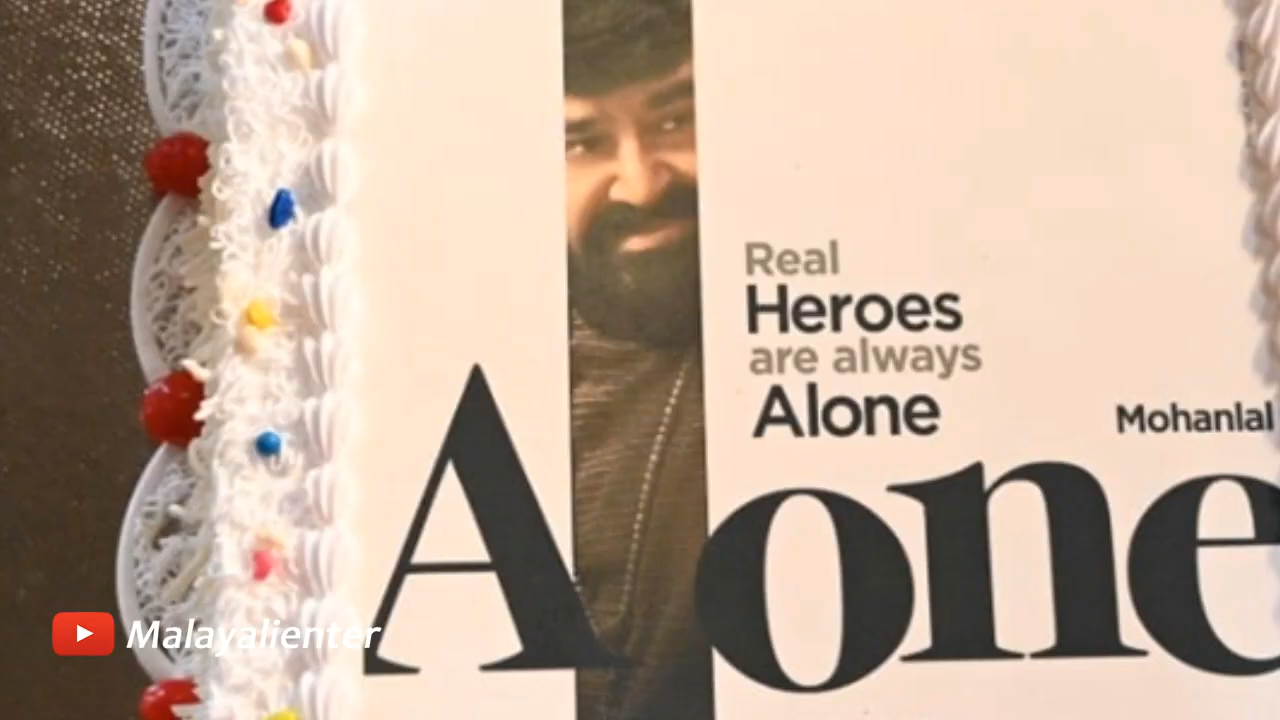 Real
Heroes
are always
Alone
Mohanlal
Alone
Malayalienter